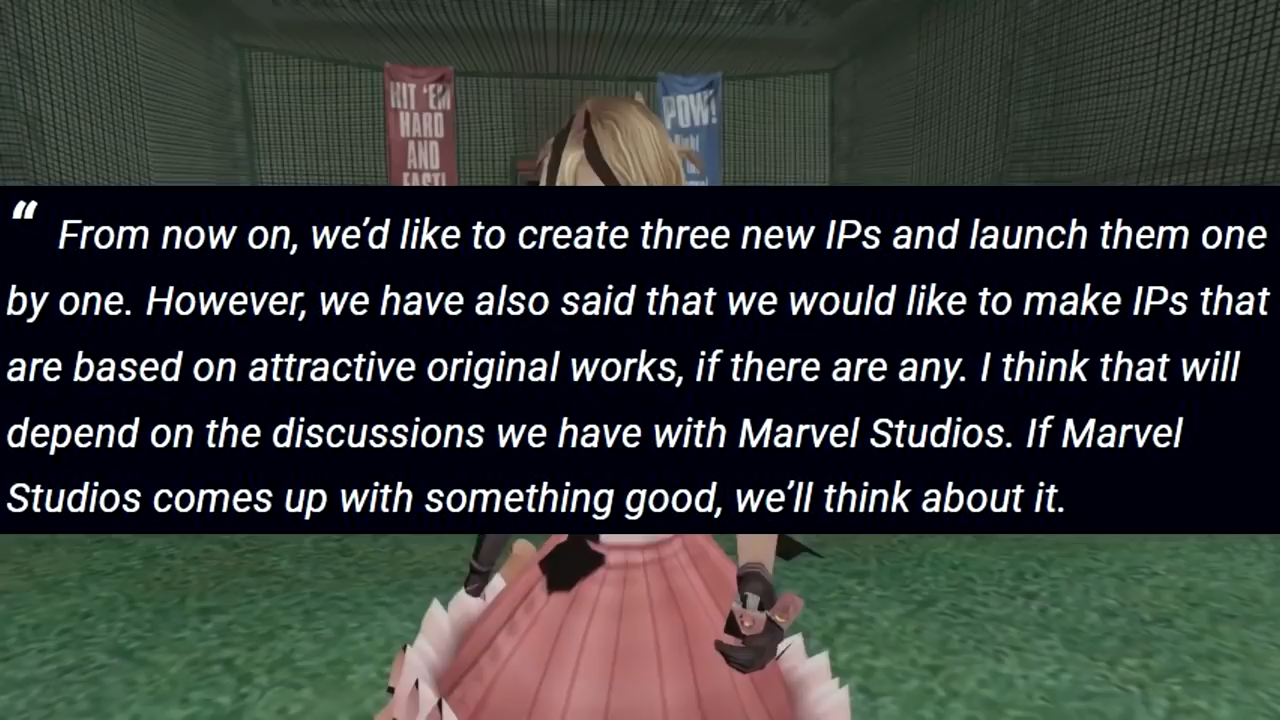 HIT 'EM
HARD
AND
FAST!
POW!
“ From now on, we’d like to create three new IPs and launch them one
by one. However, we have also said that we would like to make IPs that
are based on attractive original works, if there are any. I think that will
depend on the discussions we have with Marvel Studios. If Marvel
Studios comes up with something good, we’ll think about it.